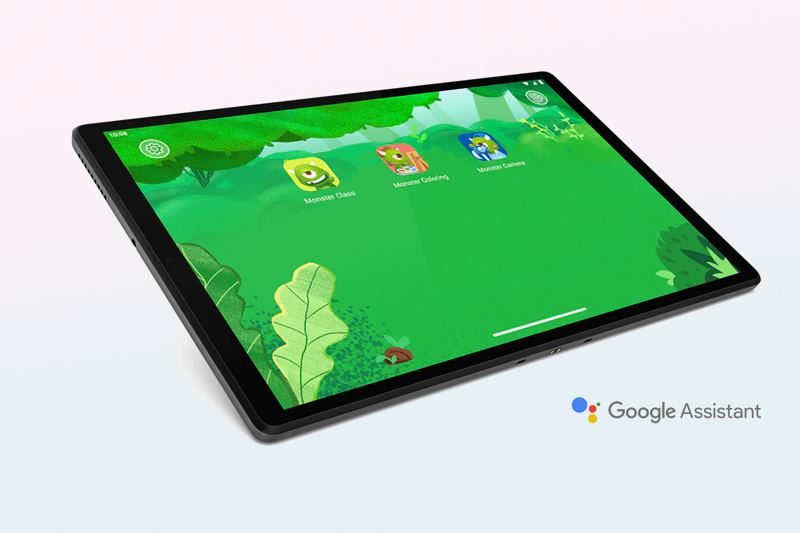 10:08
Monster Class
Monster Coloring
Monster Camera
Google Assistant